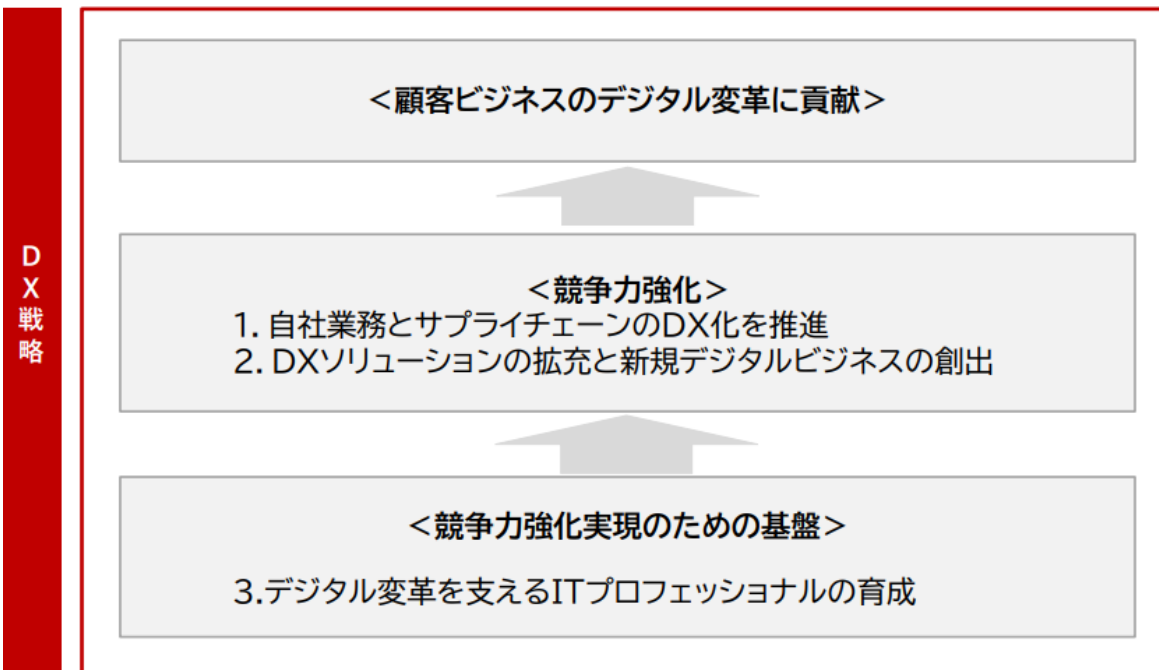 DX戦略
＜顧客ビジネスのデジタル変革に貢献＞
＜競争力強化＞
1. 自社業務とサプライチェーンのDX化を推進
2. DXソリューションの拡充と新規デジタルビジネスの創出
＜競争力強化実現のための基盤＞
3.デジタル変革を支えるITプロフェッショナルの育成